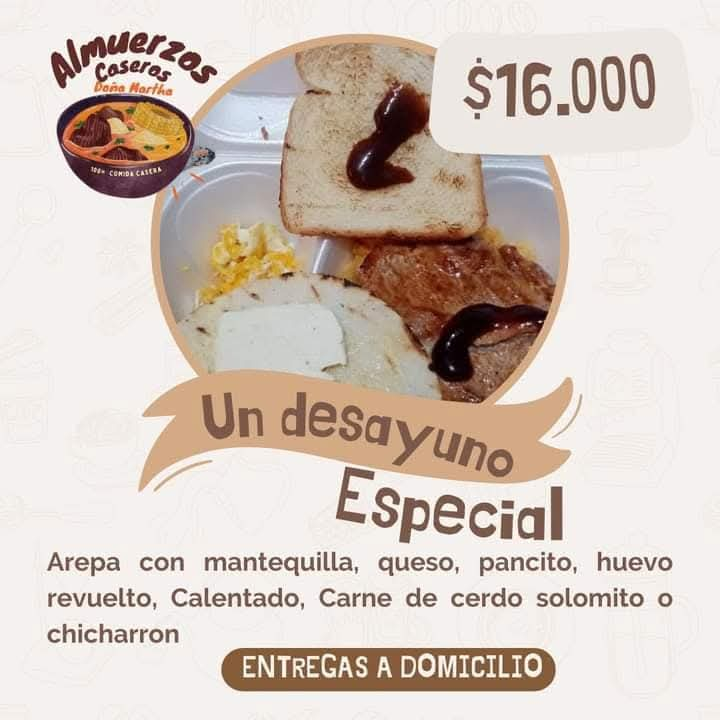 Almuerzos
Caseros
Doña Martha
100% COMIDA CASERA
$16.000
Un desayuno
Especial
Arepa con mantequilla, queso, pancito, huevo
revuelto, Calentado, Carne de cerdo solomito o
chicharron
ENTREGAS A DOMICILIO